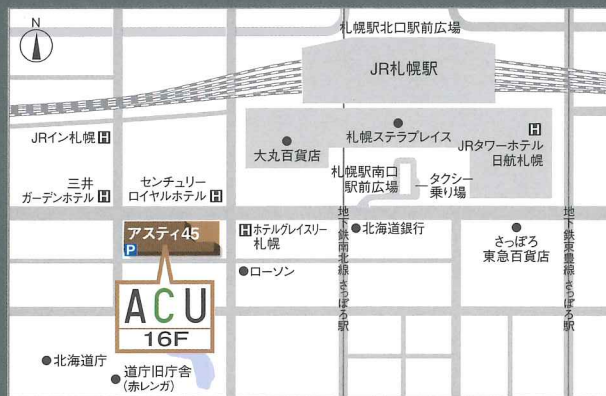 N
札幌駅北口駅前広場
JR札幌駅
JRイン札幌 H
大丸百貨店
札幌ステラプレイス
H
JRタワーホテル
日航札幌
三井
ガーデンホテル H
センチュリー
ロイヤルホテル H
札幌駅南口
駅前広場
タクシー
乗り場
アスティ45
P
H ホテルグレイスリー
札幌
地下鉄南北線 さっぽろ駅
北海道銀行
さっぽろ
東急百貨店
地下鉄東豊線 さっぽろ駅
ローソン
ACU
16F
北海道庁
道庁旧庁舎
(赤レンガ)